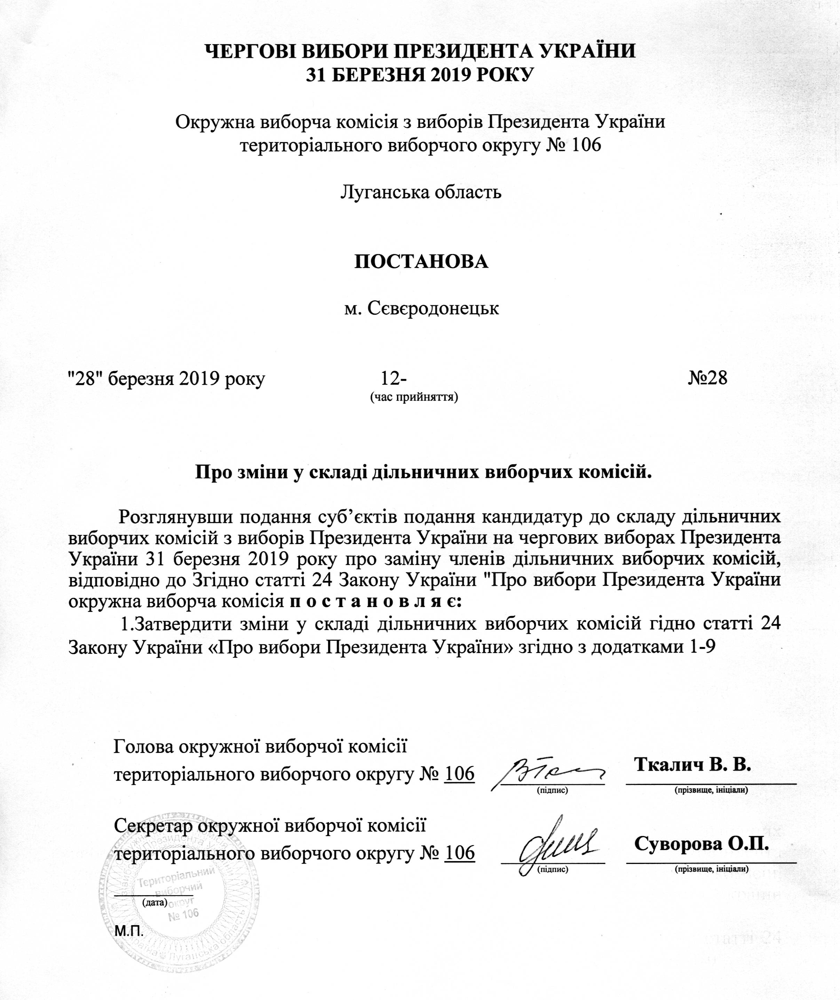 ЧЕРГОВІ ВИБОРИ ПРЕЗИДЕНТА УКРАЇНИ
31 БЕРЕЗНЯ 2019 РОКУ
Окружна виборча комісія з виборів Президента України
територіального виборчого округу № 106
Луганська область
ПОСТАНОВА
м. Сєвєродонецьк
"28" березня 2019 року 12- №28
(час прийняття)
Про зміни у складі дільничних виборчих комісій.
Розглянувши подання суб’єктів подання кандидатур до складу дільничних
виборчих комісій з виборів Президента України на чергових виборах Президента
України 31 березня 2019 року про заміну членів дільничних виборчих комісій,
відповідно до Згідно статті 24 Закону України "Про вибори Президента України
окружна виборча комісія п о с т а н о в л я є:
1.Затвердити зміни у складі дільничних виборчих комісій гідно статті 24
Закону України «Про вибори Президента України» згідно з додатками 1-9
Голова окружної виборчої комісії
територіального виборчого округу № 106 Ткалич В. В.
(підпис) (прізвище, ініціали)
Секретар окружної виборчої комісії
територіального виборчого округу № 106 Суворова О.П.
(підпис) (прізвище, ініціали)
Територіальний
виборчий
округ
№ 106
(дата)
М.П.
Україна Луганська область